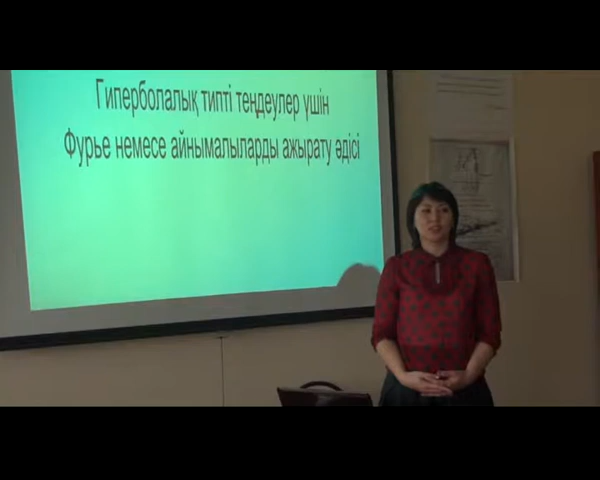 Гиперболалық типті теңдеулер үшін
Фурье немесе айнымалыларды ажырату әдісі